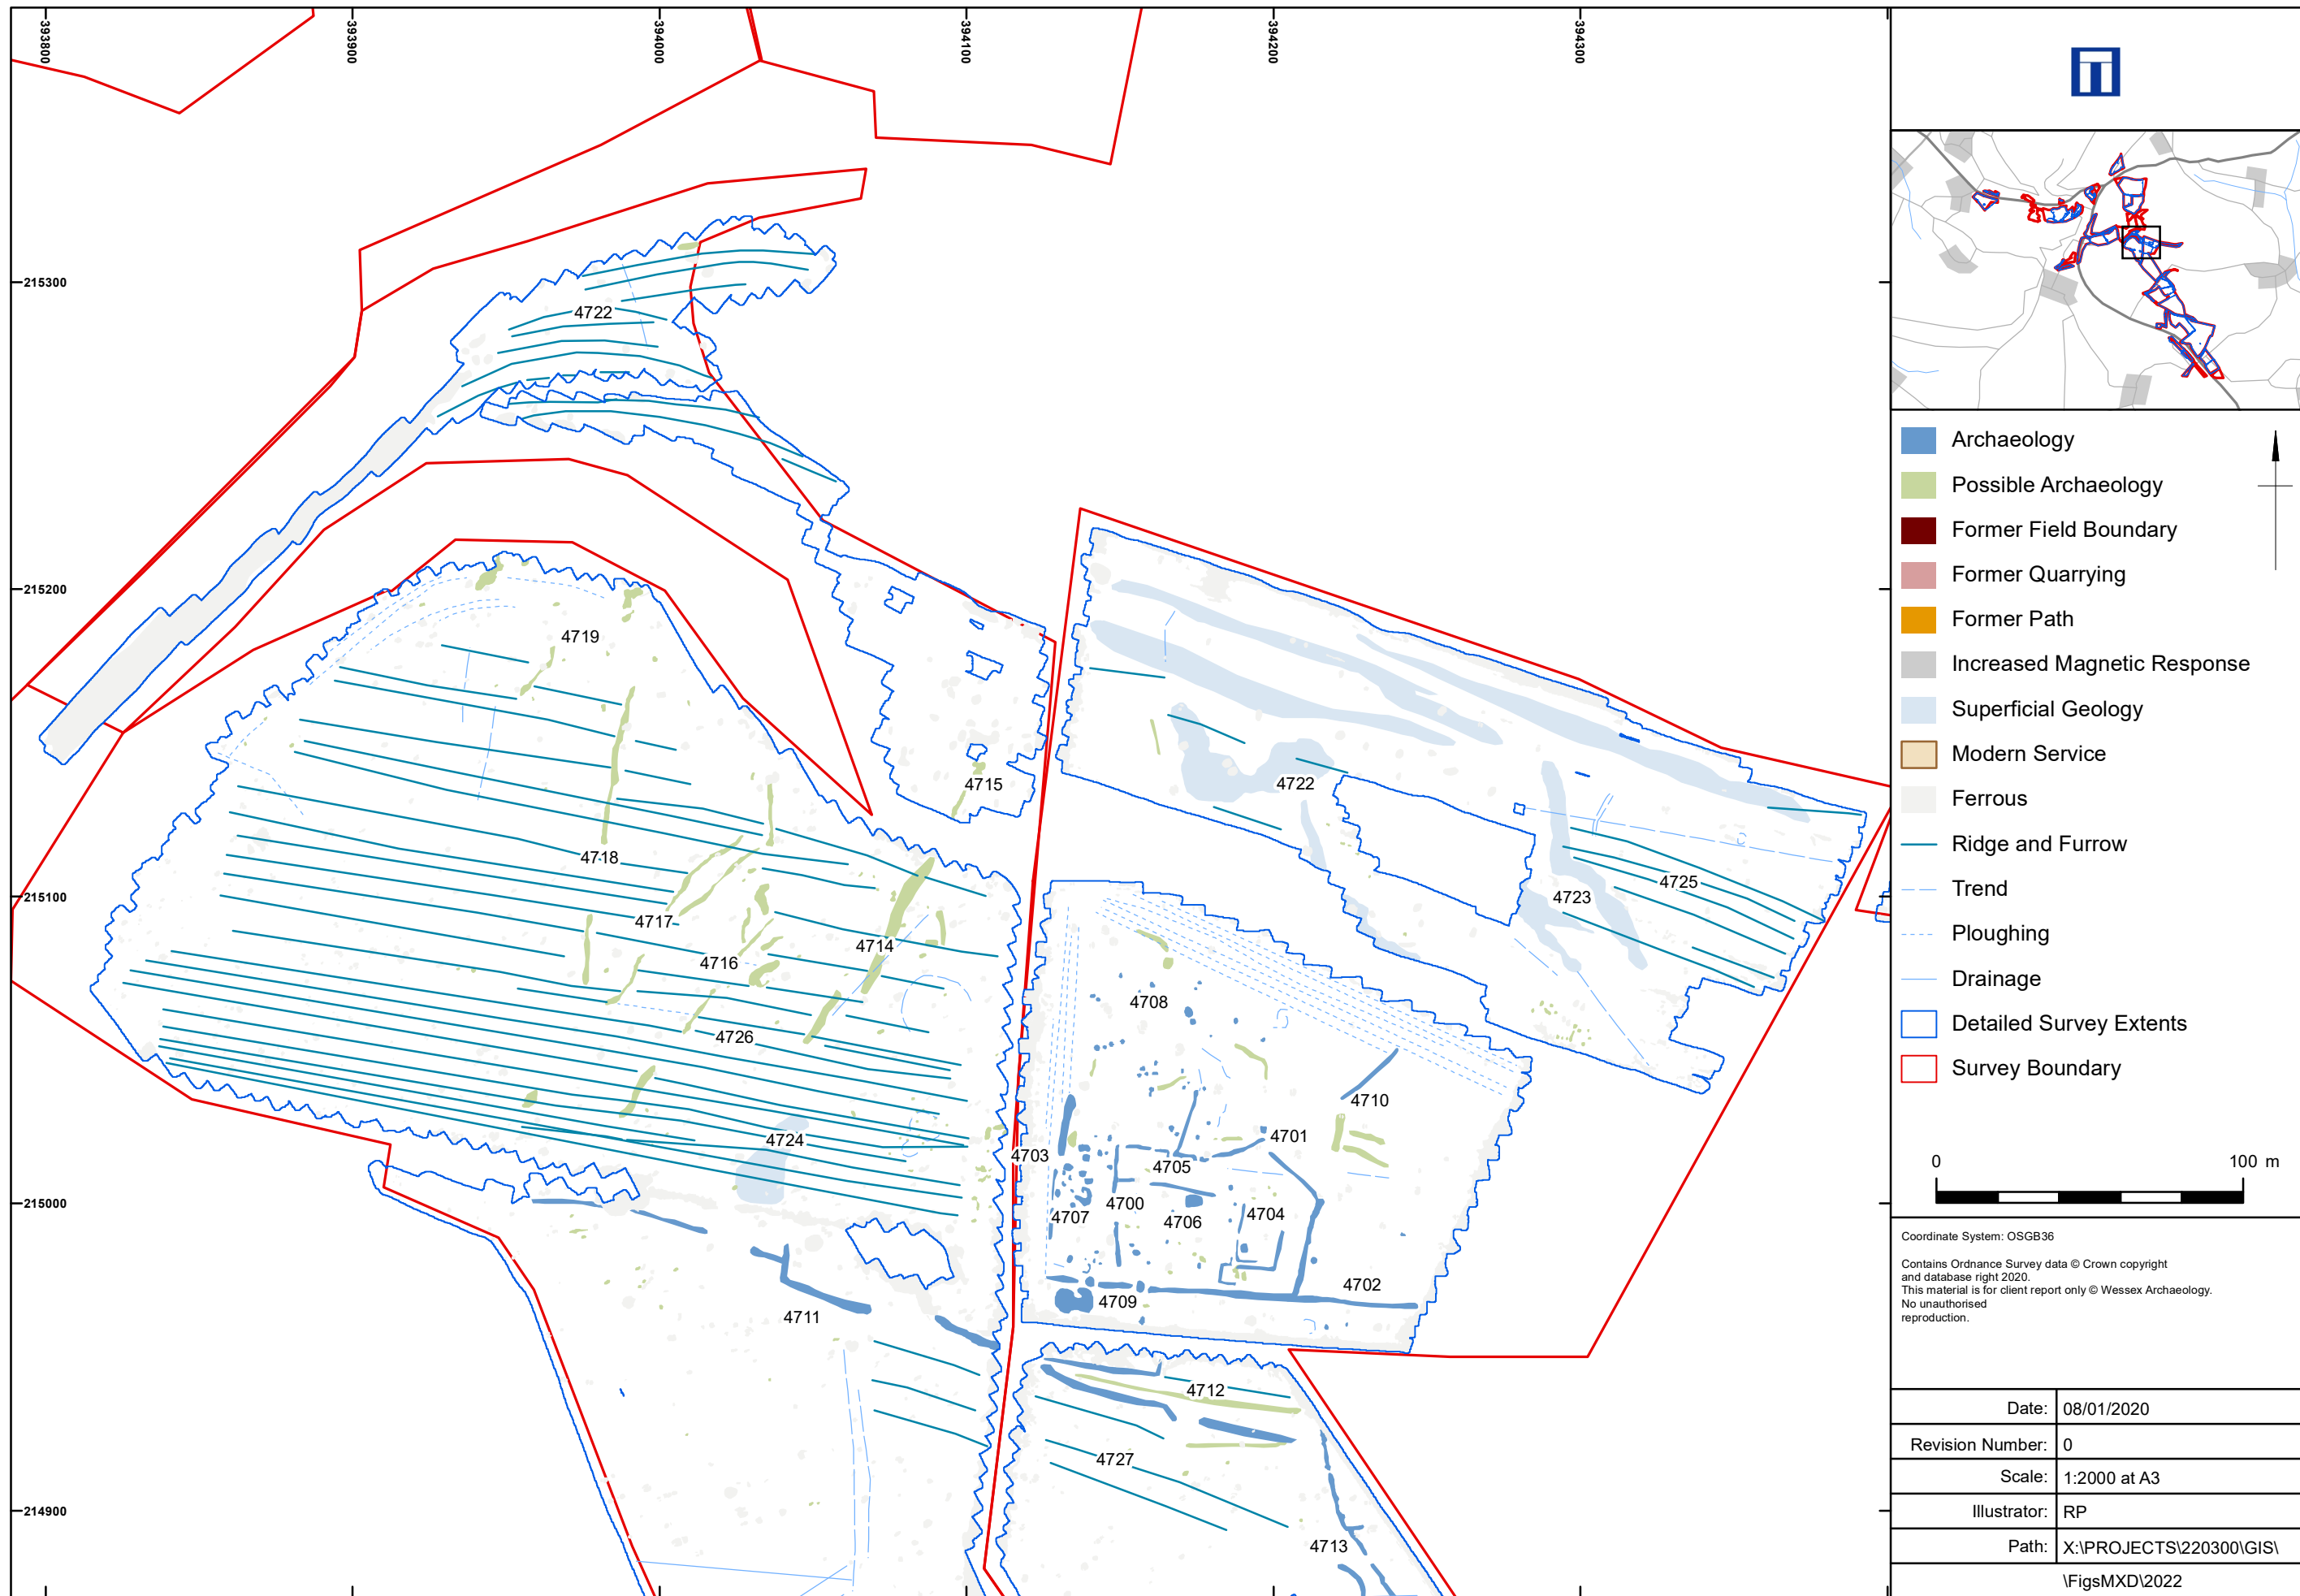 393800
393900
394000
394100
394200
394300
215300
215200
215100
215000
214900
4722
4719
4715
4722
4718
4723
4725
4717
4714
4716
4708
4726
4710
4724
4703
4701
4705
4700
4707
4706
4704
4702
4709
4711
4712
4727
4713
Archaeology
Possible Archaeology
Former Field Boundary
Former Quarrying
Former Path
Increased Magnetic Response
Superficial Geology
Modern Service
Ferrous
Ridge and Furrow
Trend
Ploughing
Drainage
Detailed Survey Extents
Survey Boundary
0 100 m
Coordinate System: OSGB36
Contains Ordnance Survey data © Crown copyright
and database right 2020.
This material is for client report only © Wessex Archaeology.
No unauthorised
reproduction.
Date: 08/01/2020
Revision Number: 0
Scale: 1:2000 at A3
Illustrator: RP
Path: X:\PROJECTS\220300\GIS\
\FigsMXD\2022